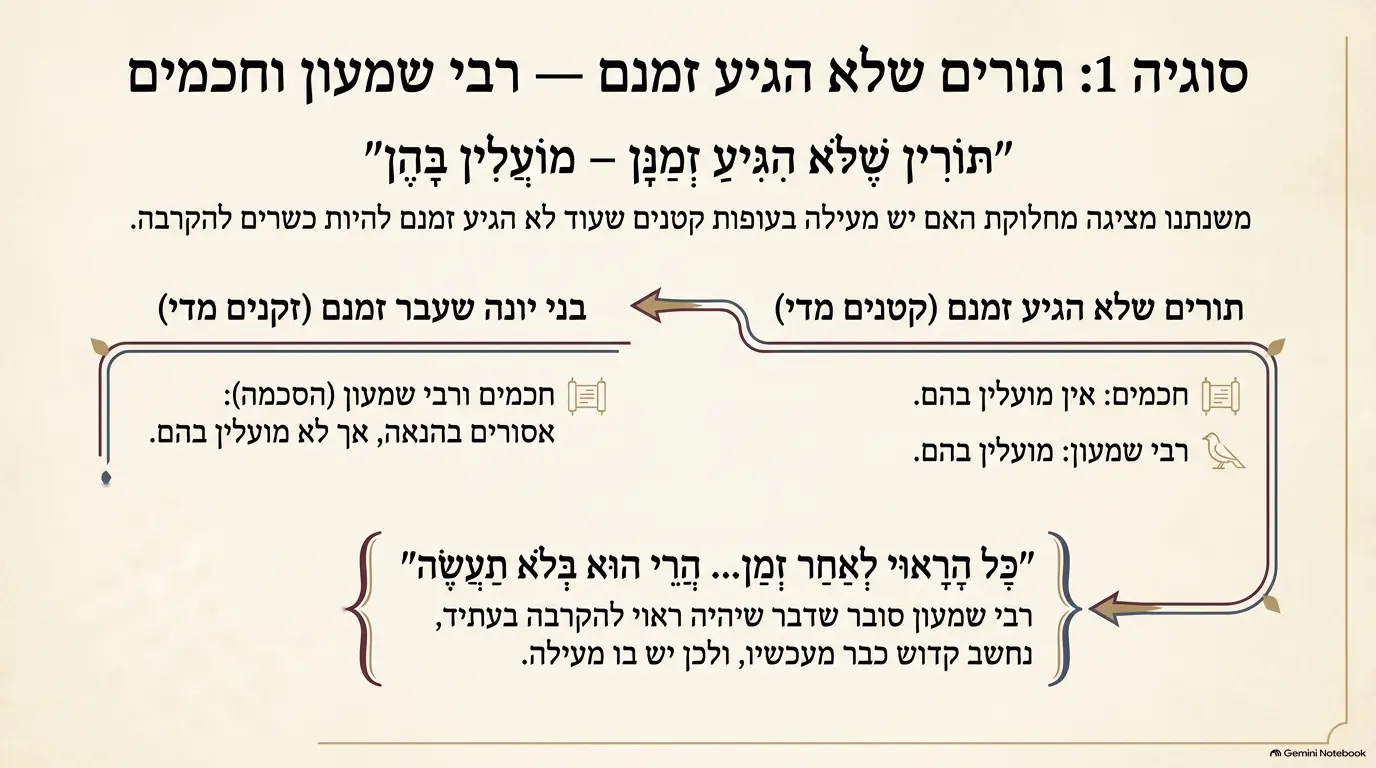 סוגיה 1: תורים שלא הגיע זמנם — רבי שמעון וחכמים
"תּוֹרִין שֶׁלֹּא הִגִּיעַ זְמַנָּן – מוֹעֲלִין בָּהֶן"
משנתנו מציגה מחלוקת האם יש מעילה בעופות קטנים שעוד לא הגיע זמנם להיות כשרים להקרבה.
תורים שלא הגיע זמנם (קטנים מדי)
חכמים: אין מועלין בהם.
רבי שמעון: מועלין בהם.
בני יונה שעבר זמנם (זקנים מדי)
חכמים ורבי שמעון (הסכמה):
אסורים בהנאה, אך לא מועלין בהם.
"כָּל הָרָאוּי לְאַחַר זְמַן... הֲרֵי הוּא בְּלֹא תַעֲשֶׂה"
רבי שמעון סובר שדבר שיהיה ראוי להקרבה בעתיד,
נחשב קדוש כבר מעכשיו, ולכן יש בו מעילה.
Gemini Notebook